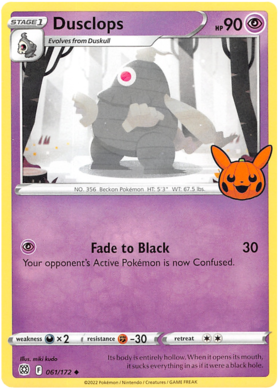 STAGE 1
Dusclops
HP 90
Evolves from Duskull
NO. 356 Beckon Pokémon HT: 5'3" WT: 67.5 lbs.
Fade to Black 30
Your opponent's Active Pokémon is now Confused.
illus. miki kudo
weakness ×2 resistance -30 retreat
F 061/172
Its body is entirely hollow. When it opens its mouth,
it sucks everything in as if it were a black hole.
©2022 Pokémon / Nintendo / Creatures / GAME FREAK